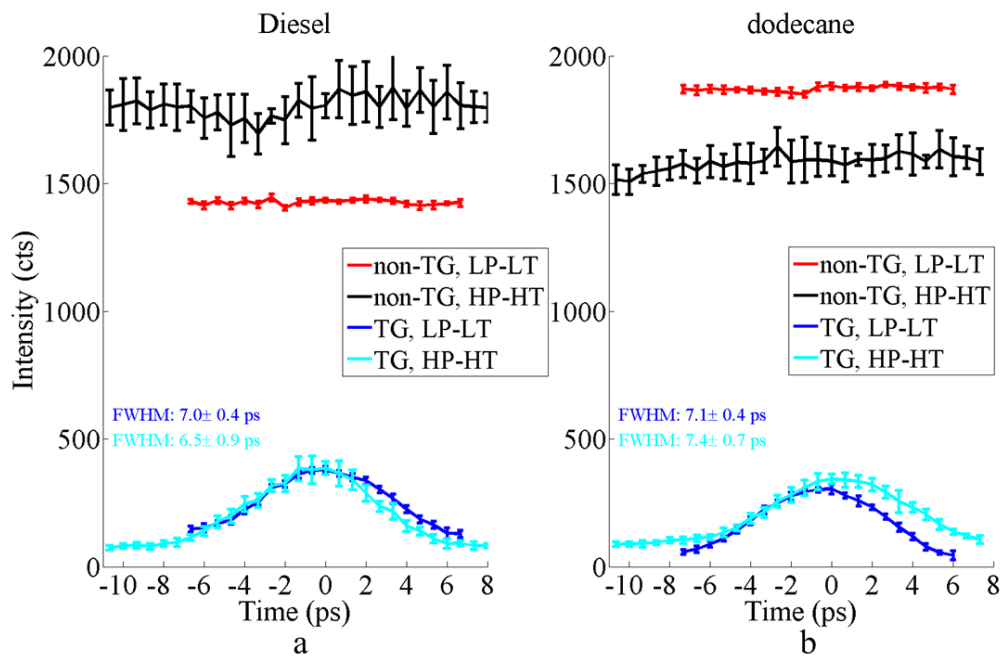 Diesel
2000
1500
1000
500
0
Intensity (cts)
non-TG, LP-LT
non-TG, HP-HT
TG, LP-LT
TG, HP-HT
FWHM: 7.0± 0.4 ps
FWHM: 6.5± 0.9 ps
-10 -8 -6 -4 -2 0 2 4 6 8
Time (ps)
a
dodecane
2000
1500
1000
500
0
non-TG, LP-LT
non-TG, HP-HT
TG, LP-LT
TG, HP-HT
FWHM: 7.1± 0.4 ps
FWHM: 7.4± 0.7 ps
-10 -8 -6 -4 -2 0 2 4 6 8
Time (ps)
b